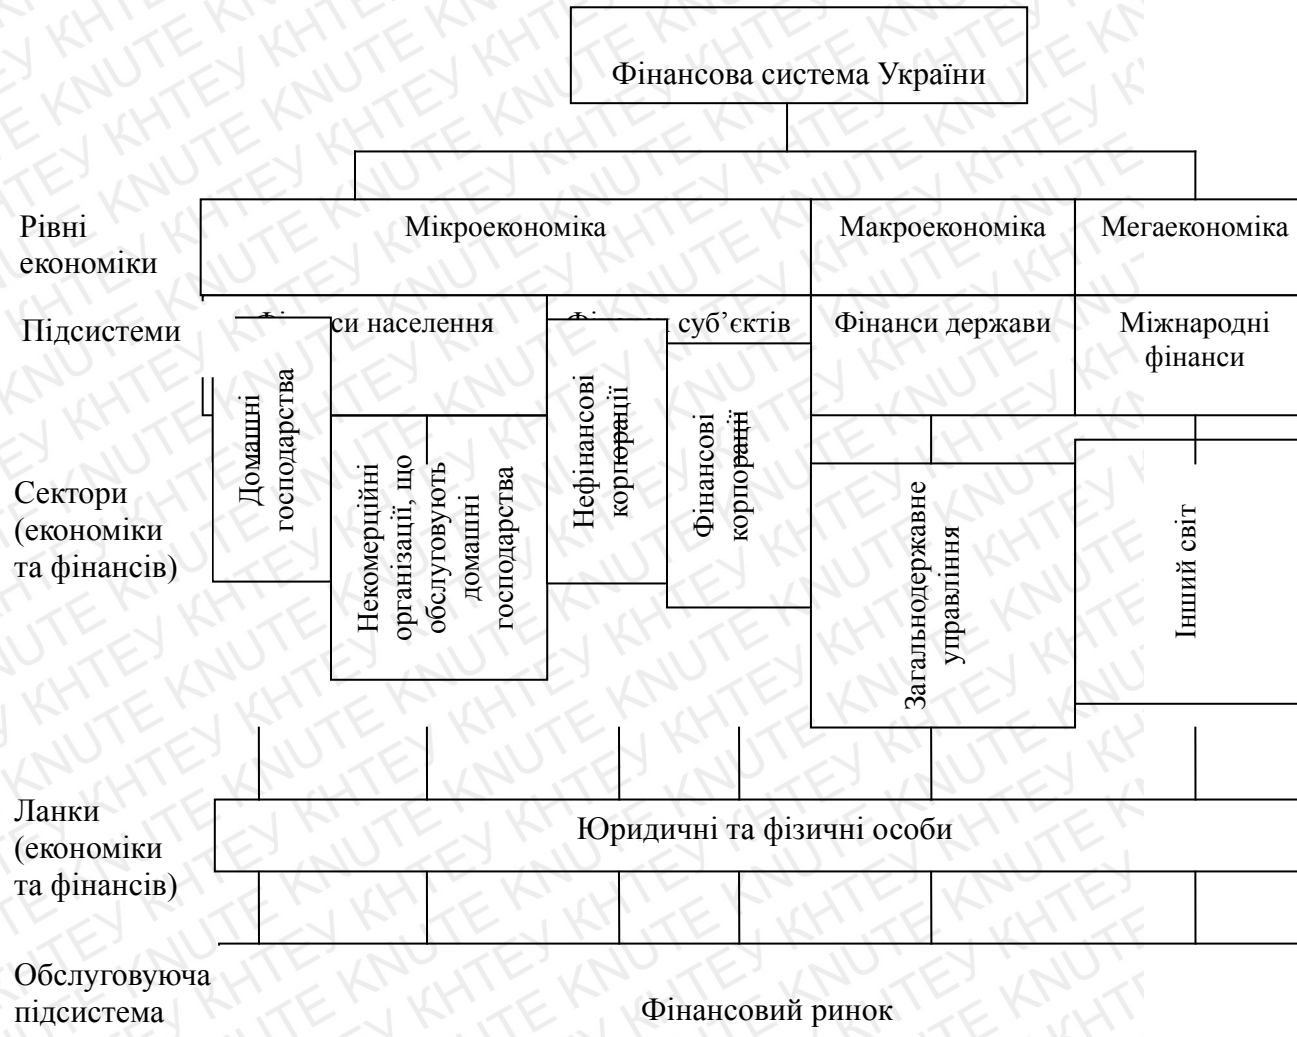 Фінансова система України
Рівні
економіки
Мікроекономіка
Макроекономіка
Мегаекономіка
Підсистеми
населення
суб’єктів
Фінанси держави
Міжнародні
фінанси
Сектори
(економіки
та фінансів)
Домашні
господарства
Некомерційні
організації, що
обслуговують
домашні
господарства
Нефінансові
корпорації
Фінансові
корпорації
Загальнодержавне
управління
Інший світ
Ланки
(економіки
та фінансів)
Юридичні та фізичні особи
Обслуговуюча
підсистема
Фінансовий ринок